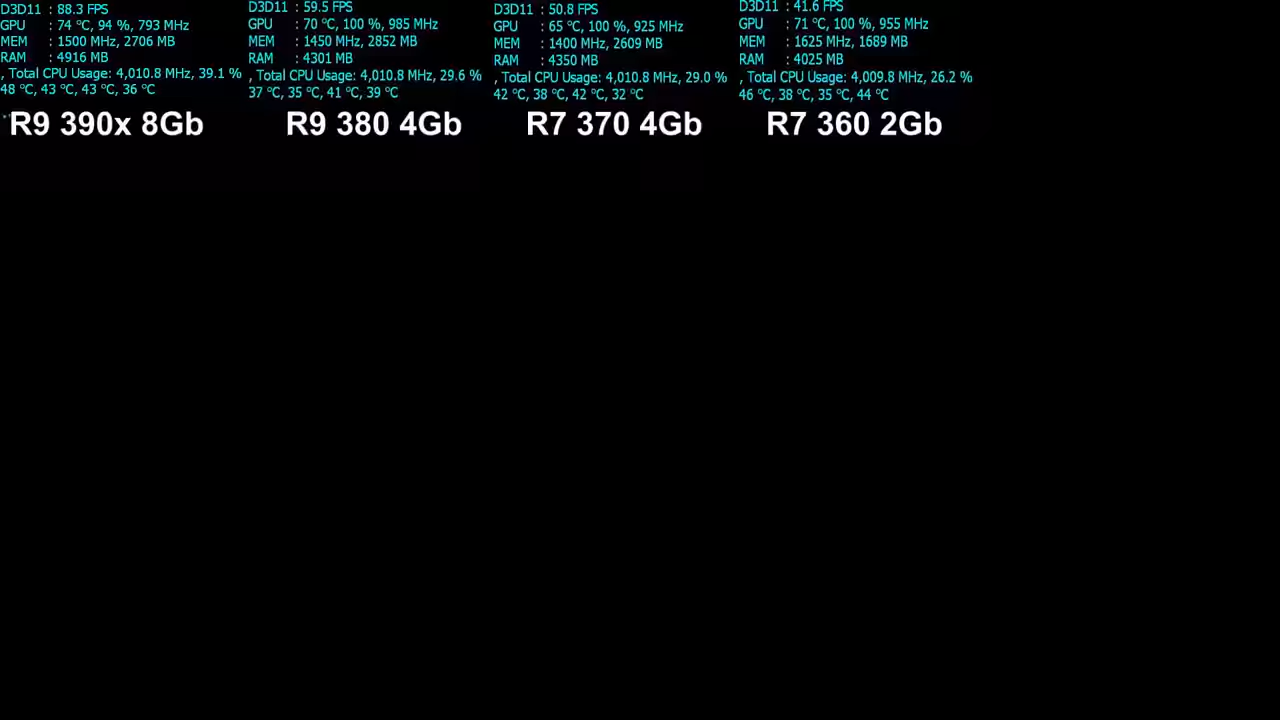 D3D11 : 88.3 FPS
GPU : 74 °C, 94 %, 793 MHz
MEM : 1500 MHz, 2706 MB
RAM : 4916 MB
, Total CPU Usage: 4,010.8 MHz, 39.1 %
48 °C, 43 °C, 43 °C, 36 °C
R9 390x 8Gb
D3D11 : 59.5 FPS
GPU : 70 °C, 100 %, 985 MHz
MEM : 1450 MHz, 2852 MB
RAM : 4301 MB
, Total CPU Usage: 4,010.8 MHz, 29.6 %
37 °C, 35 °C, 41 °C, 39 °C
R9 380 4Gb
D3D11 : 50.8 FPS
GPU : 65 °C, 100 %, 925 MHz
MEM : 1400 MHz, 2609 MB
RAM : 4350 MB
, Total CPU Usage: 4,010.8 MHz, 29.0 %
42 °C, 38 °C, 42 °C, 32 °C
R7 370 4Gb
D3D11 : 41.6 FPS
GPU : 71 °C, 100 %, 955 MHz
MEM : 1625 MHz, 1689 MB
RAM : 4025 MB
, Total CPU Usage: 4,009.8 MHz, 26.2 %
46 °C, 38 °C, 35 °C, 44 °C
R7 360 2Gb